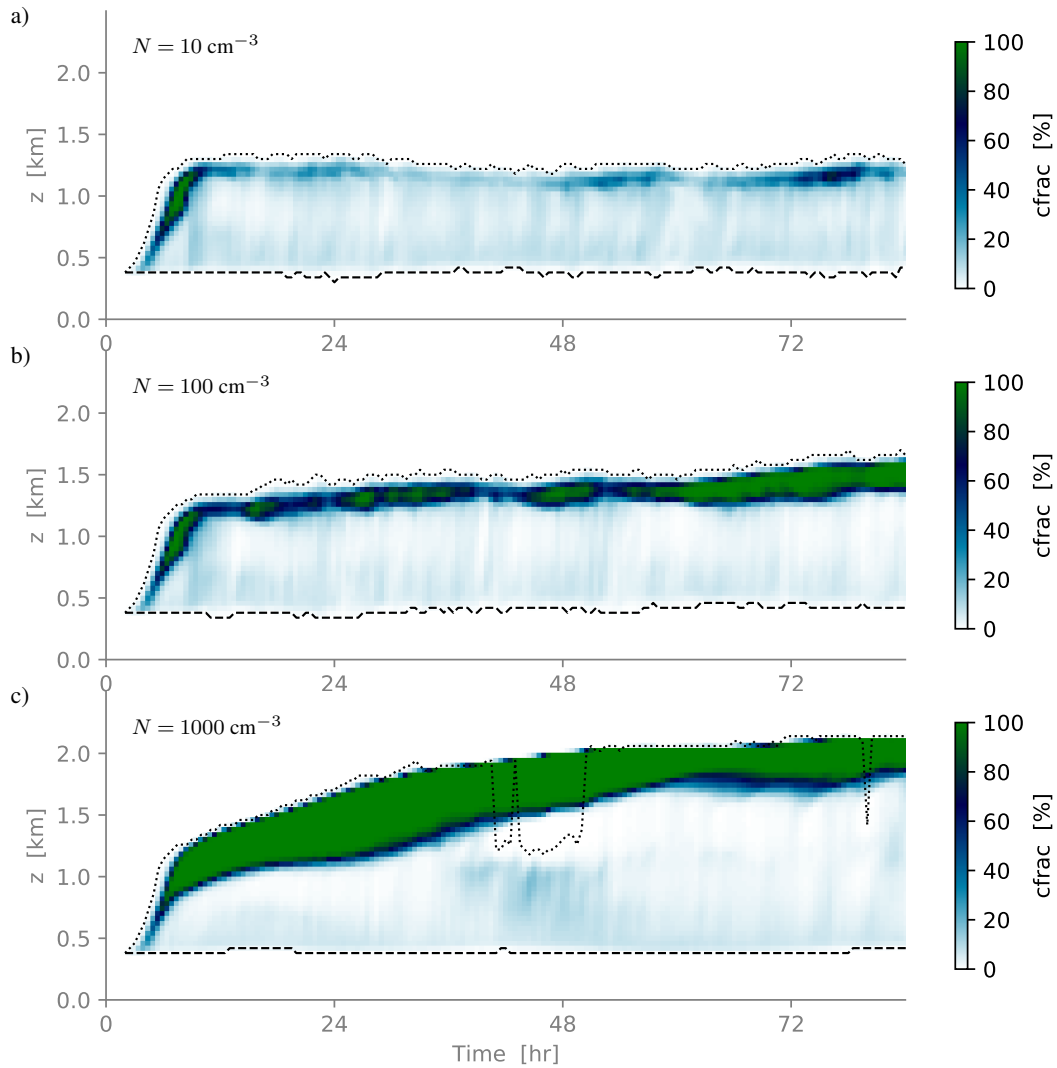 a)
N = 10 cm⁻³
z [km]
2.0
1.5
1.0
0.5
0.0
0 24 48 72
100
80
60
40
20
0
cfrac [%]
b)
N = 100 cm⁻³
z [km]
2.0
1.5
1.0
0.5
0.0
0 24 48 72
100
80
60
40
20
0
cfrac [%]
c)
N = 1000 cm⁻³
z [km]
2.0
1.5
1.0
0.5
0.0
0 24 48 72
Time [hr]
100
80
60
40
20
0
cfrac [%]